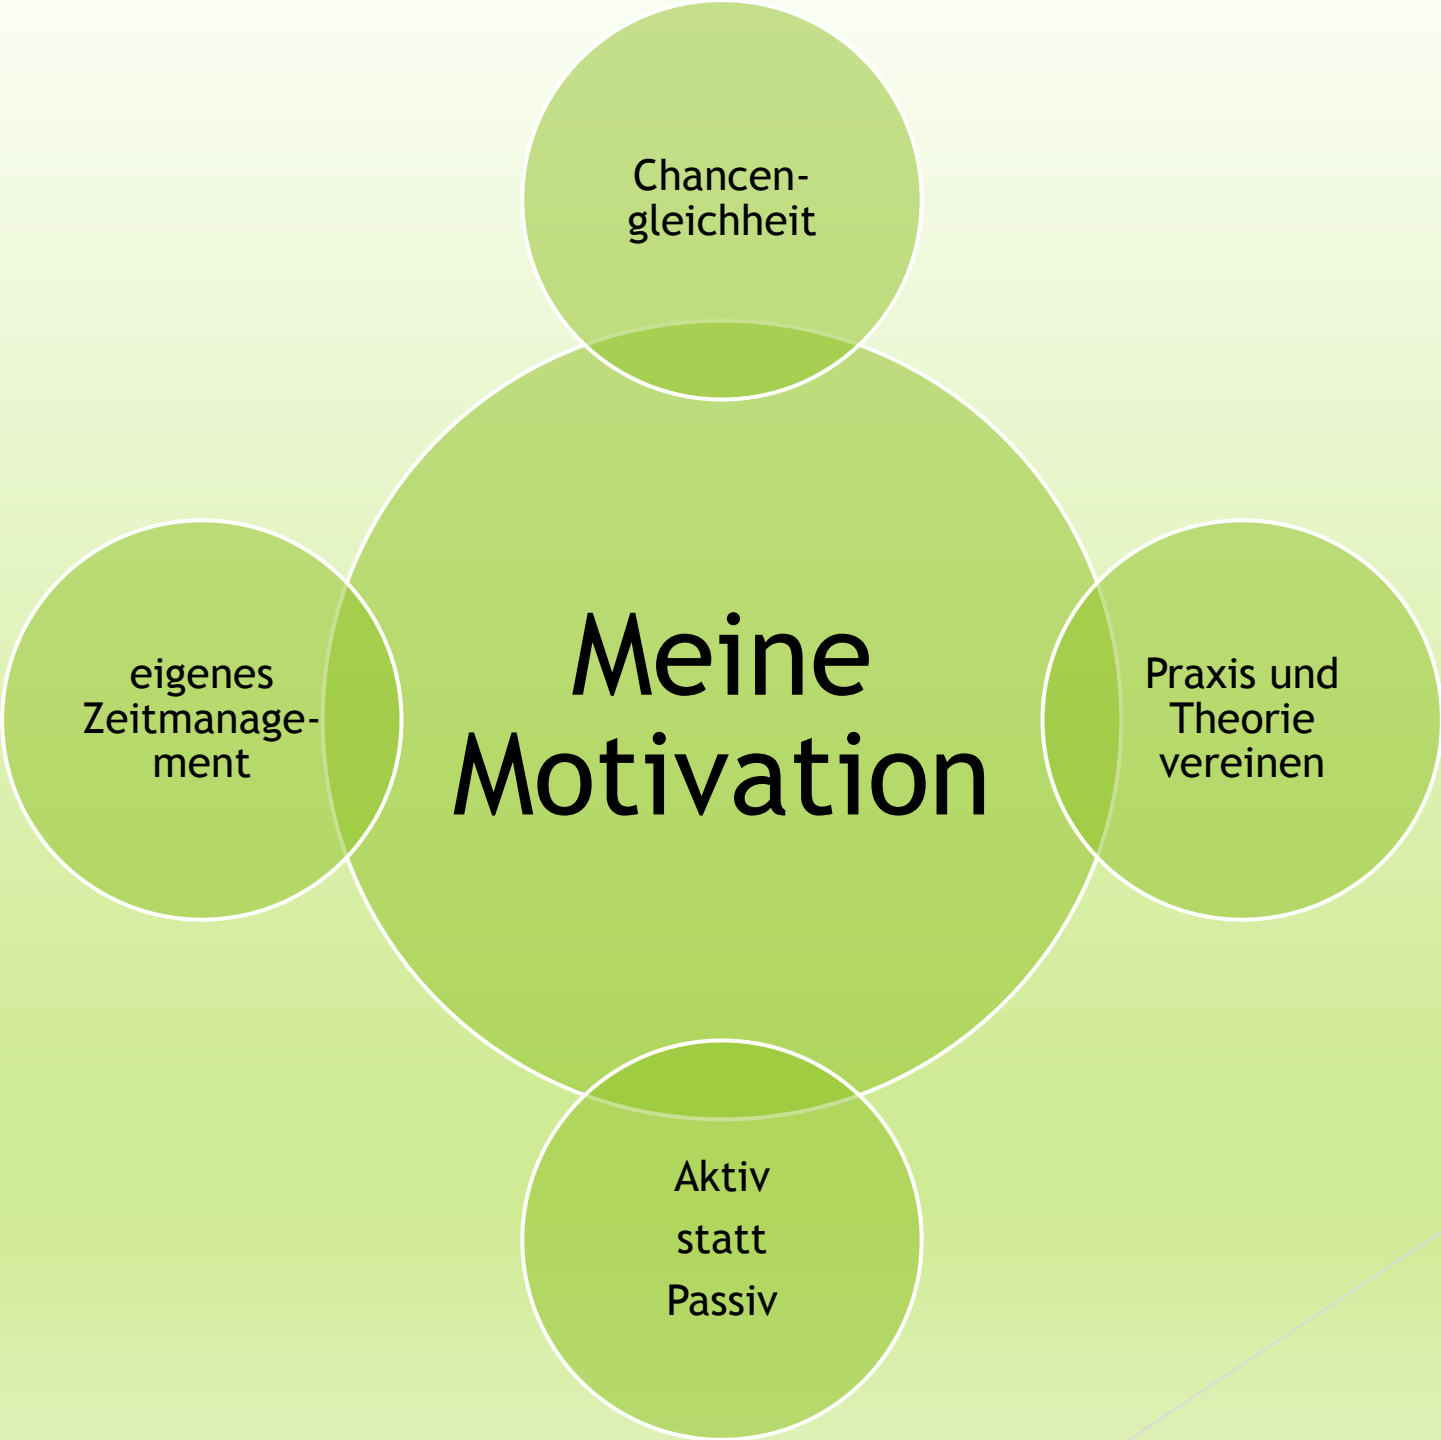 Chancen-
gleichheit
eigenes
Zeitmanage-
ment
Meine
Motivation
Praxis und
Theorie
vereinen
Aktiv
statt
Passiv